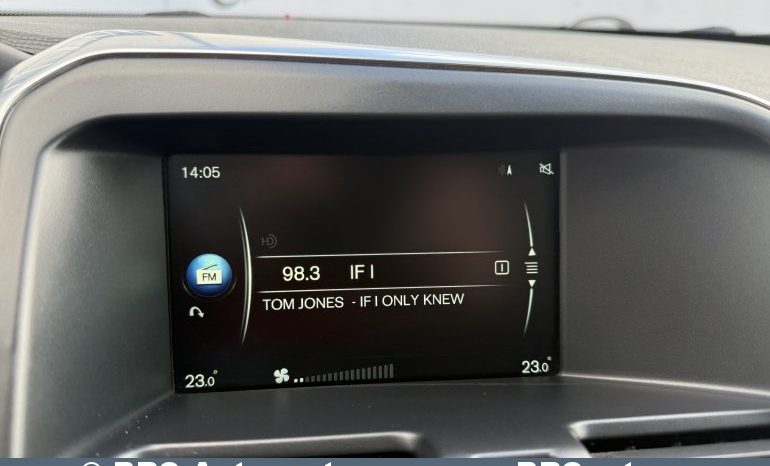 14:05
HD
98.3 IF I
FM
TOM JONES - IF I ONLY KNEW
23.0° 23.0°